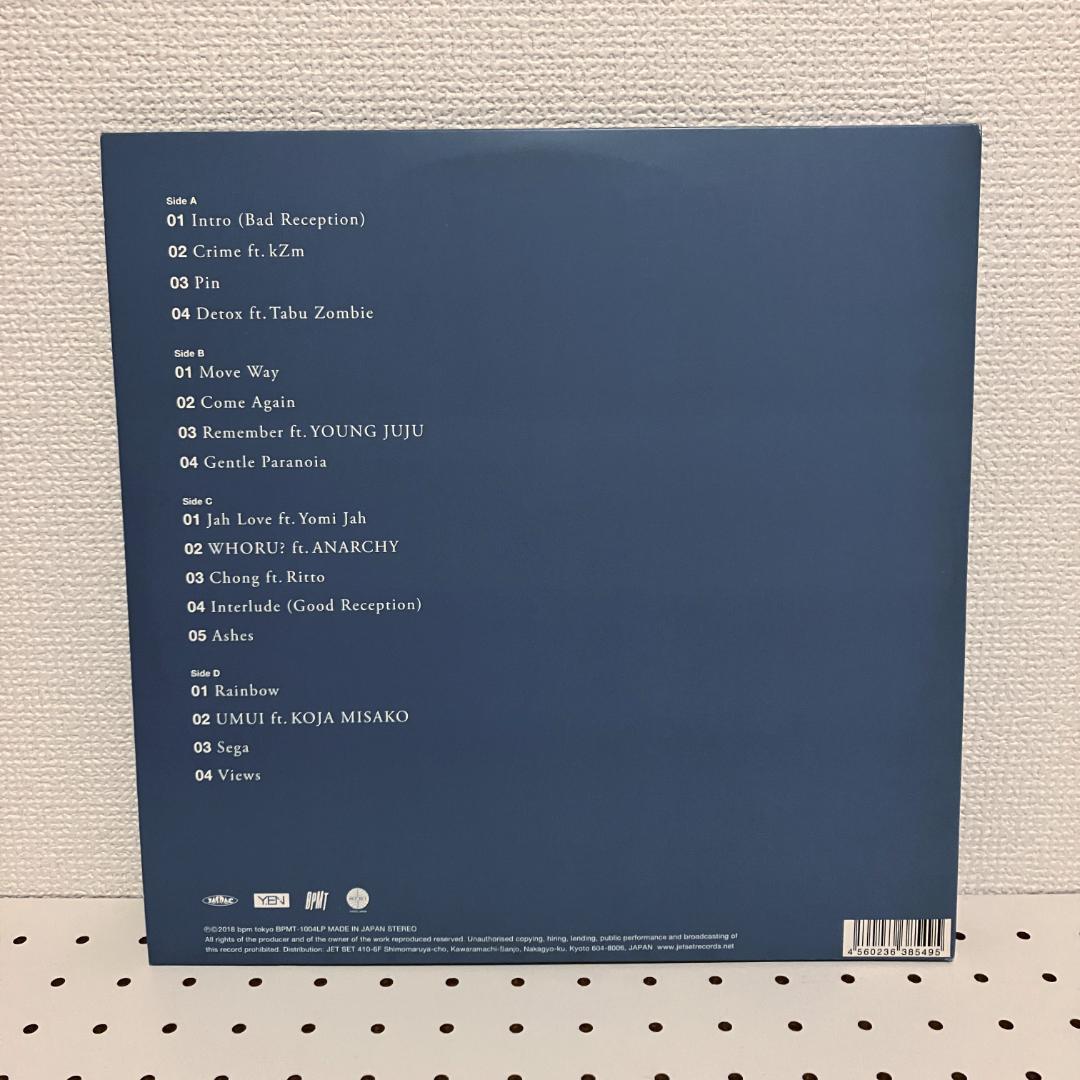 Side A
01 Intro (Bad Reception)
02 Crime ft. kZm
03 Pin
04 Detox ft. Tabu Zombie
Side B
01 Move Way
02 Come Again
03 Remember ft. YOUNG JUJU
04 Gentle Paranoia
Side C
01 Jah Love ft. Yomi Jah
02 WHORU? ft. ANARCHY
03 Chong ft. Ritto
04 Interlude (Good Reception)
05 Ashes
Side D
01 Rainbow
02 UMUI ft. KOJA MISAKO
03 Sega
04 Views
YEN BPMT
℗©2018 bpm tokyo BPMT-1004LP MADE IN JAPAN STEREO
All rights of the producer and of the owner of the work reproduced reserved. Unauthorised copying, hiring, lending, public performance and broadcasting of
this record prohibited. Distribution: JET SET 410-6F Shimomaruya-cho, Kawaramachi-Sanjo, Nakagyo-ku, Kyoto 604-8006, JAPAN www.jetsetrecords.net
4 560236 385495